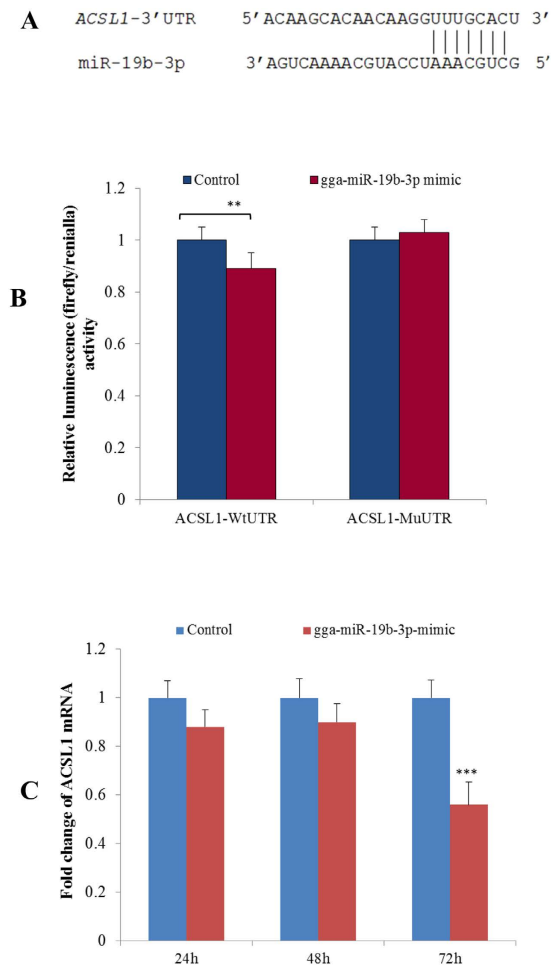 A
ACSL1-3'UTR 5'ACAAGCACAACAAGGUUUGCACU 3'
miR-19b-3p 3'AGUCAAAACGUACCUAAACGUCG 5'
B
Control gga-miR-19b-3p mimic
Relative luminescence (firefly/renialla) activity
1.2
1
0.8
0.6
0.4
0.2
0
**
ACSL1-WtUTR ACSL1-MuUTR
C
Control gga-miR-19b-3p-mimic
Fold change of ACSL1 mRNA
1.2
1
0.8
0.6
0.4
0.2
0
***
24h 48h 72h